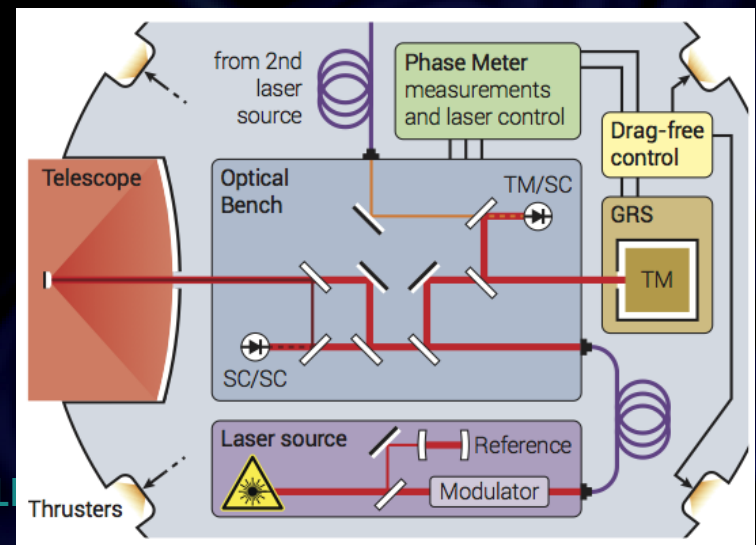 from 2nd
laser
source
Phase Meter
measurements
and laser control
Drag-free
control
Telescope
Optical
Bench
TM/SC
GRS
TM
SC/SC
Laser source
Reference
Modulator
Thrusters